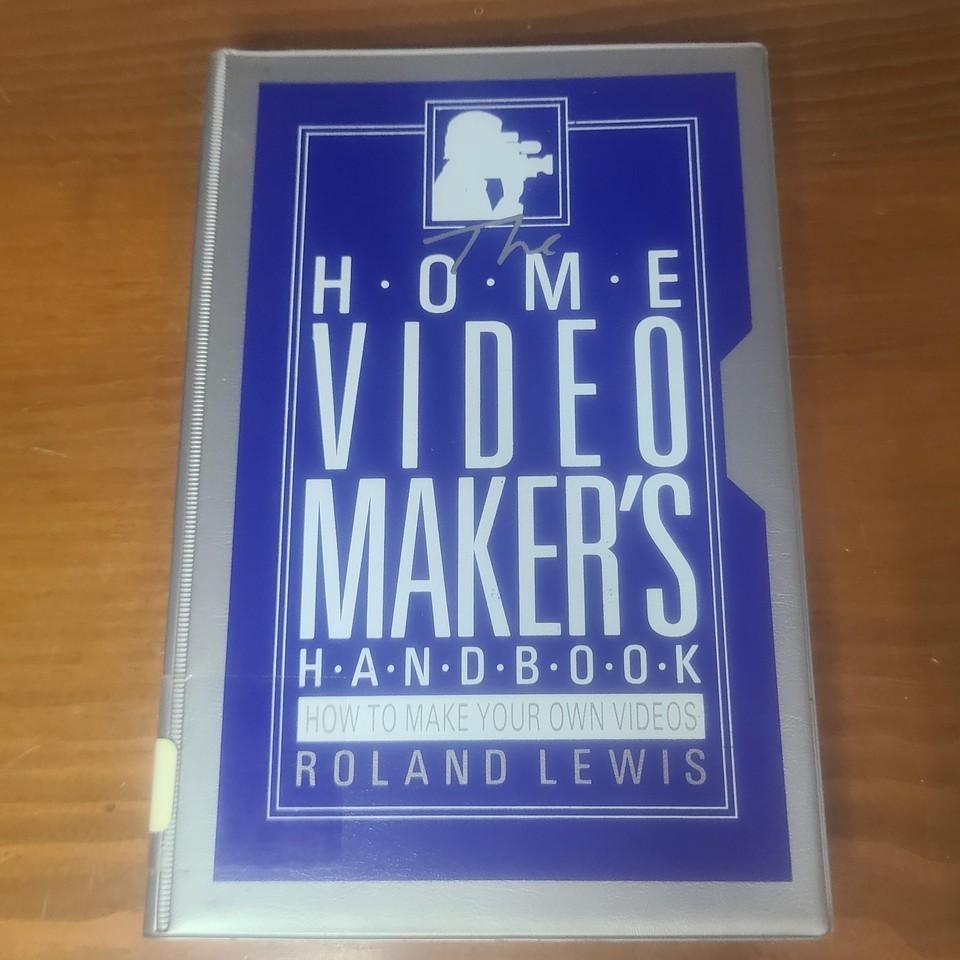 The
H·O·M·E
VIDEO
MAKER'S
H·A·N·D·B·O·O·K
HOW TO MAKE YOUR OWN VIDEOS
ROLAND LEWIS